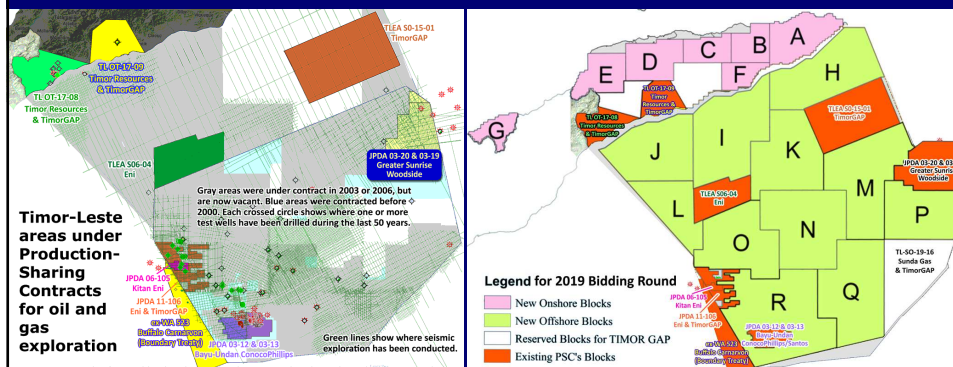 TLEA S0-15-01
TimorGAP
TL OT-17-09
Timor Resources
& TimorGAP
TL OT-17-08
Timor Resources
& TimorGAP
TLEA S06-04
Eni
JPDA 03-20 & 03-19
Greater Sunrise
Woodside
Gray areas were under contract in 2003 or 2006, but
are now vacant. Blue areas were contracted before
2000. Each crossed circle shows where one or more
test wells have been drilled during the last 50 years.
Timor-Leste
areas under
Production-
Sharing
Contracts
for oil and
gas
exploration
JPDA 06-105
Kitan Eni
JPDA 11-106
Eni & TimorGAP
ex-WA 523
Buffalo Carnarvon
(Boundary Treaty)
JPDA 03-12 & 03-13
Bayu-Undan ConocoPhillips
Green lines show where seismic
exploration has been conducted.
A
B
C
D
E
F
G
H
TL OT-17-09
Timor Resources
& TimorGAP
TL OT-17-08
Timor Resources
& TimorGAP
TLEA S0-15-01
TimorGAP
I
J
K
JPDA 03-20 & 03-
Greater Sunrise
Woodside
TLEA S06-04
Eni
L
M
N
O
P
TL-SO-19-16
Sunda Gas
& TimorGAP
Q
R
Legend for 2019 Bidding Round
New Onshore Blocks
New Offshore Blocks
Reserved Blocks for TIMOR GAP
Existing PSC's Blocks
JPDA 06-105
Kitan Eni
JPDA 11-106
Eni & TimorGAP
ex-WA 523
Buffalo Carnarvon
(Boundary Treaty)
JPDA 03-12 & 03-13
Bayu-Undan
ConocoPhillips/Santos